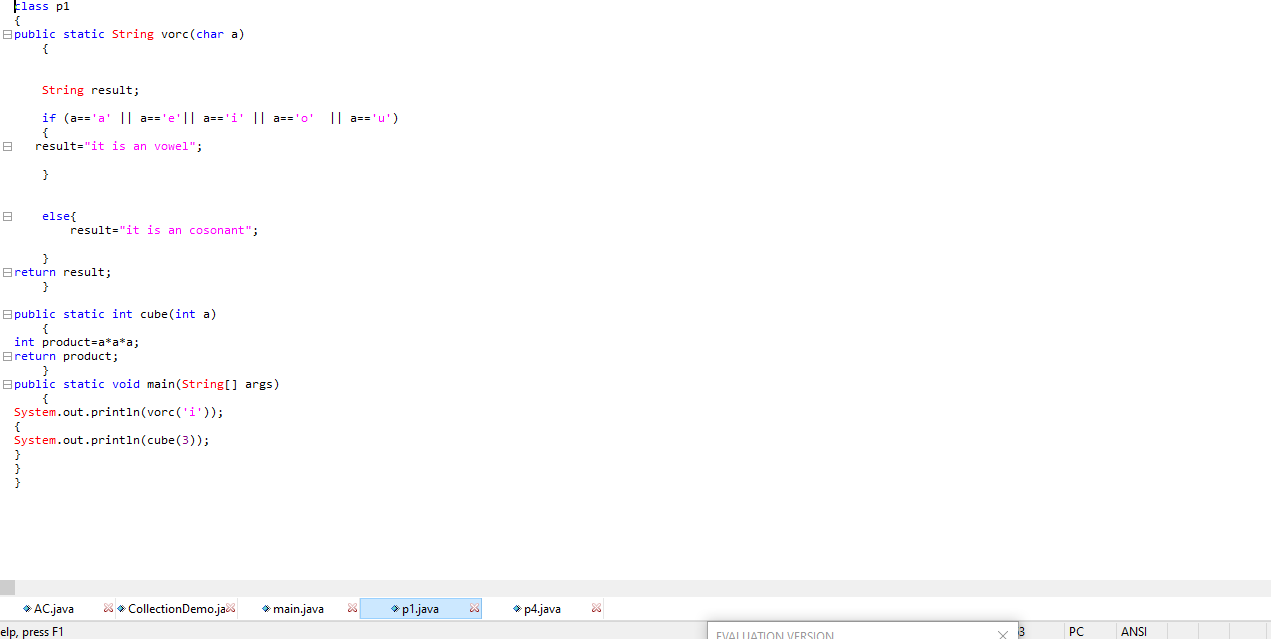 class p1
{
public static String vorc(char a)
{
String result;
if (a=='a' || a=='e'|| a=='i' || a=='o'  || a=='u')
{
result="it is an vowel";
}
else{
result="it is an cosonant";
}
return result;
}
public static int cube(int a)
{
int product=a*a*a;
return product;
}
public static void main(String[] args)
{
System.out.println(vorc('i'));
{
System.out.println(cube(3));
}
}
}
AC.java CollectionDemo.ja main.java p1.java p4.java
elp, press F1 EVALUATION VERSION 3 PC ANSI